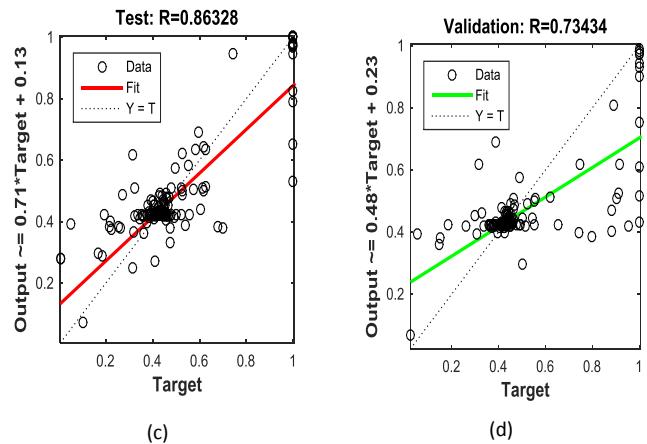 Test: R=0.86328
Output ~= 0.71*Target + 0.13
1
0.8
0.6
0.4
0.2
Data
Fit
Y = T
0.2
0.4
0.6
0.8
1
Target
(c)
Validation: R=0.73434
Output ~= 0.48*Target + 0.23
1
0.8
0.6
0.4
0.2
Data
Fit
Y = T
0.2
0.4
0.6
0.8
1
Target
(d)